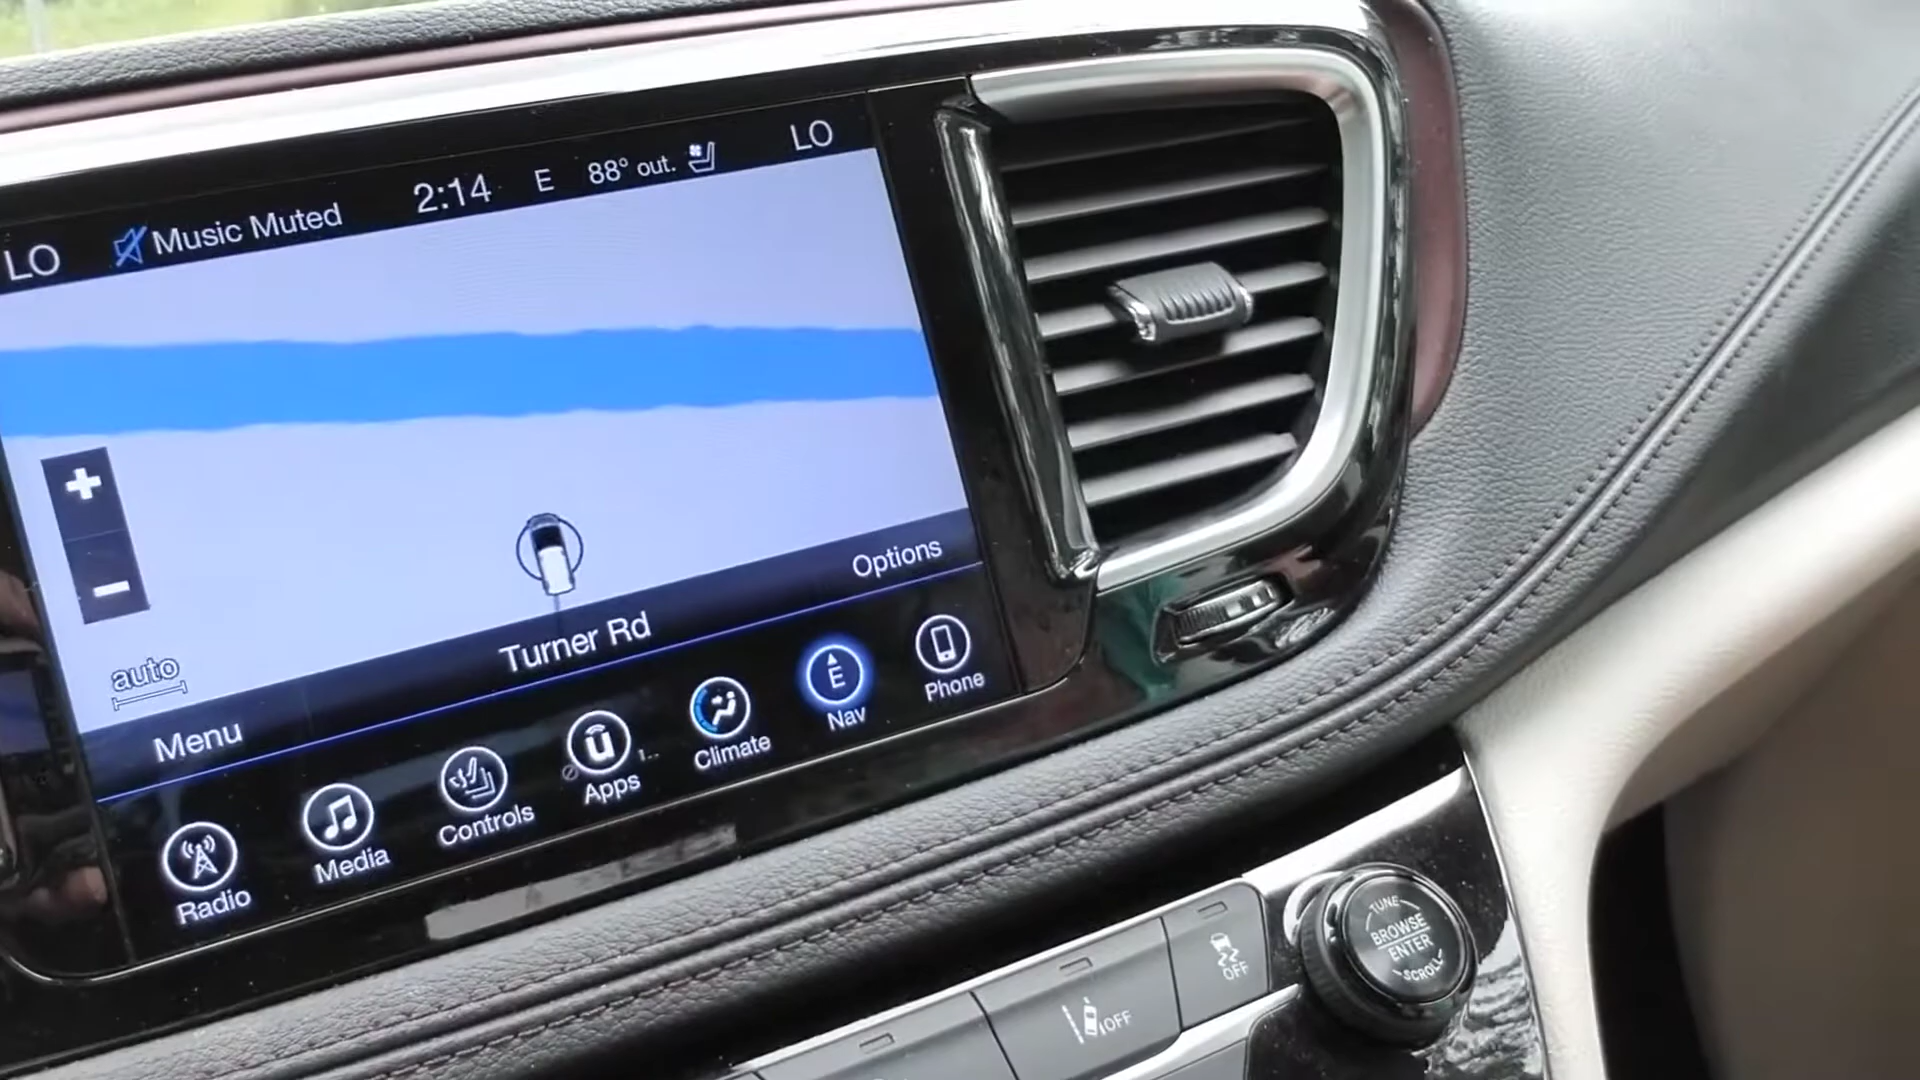 LO
Music Muted
2:14
E
88° out.
LO
+
-
auto
Options
Turner Rd
Menu
Radio
Media
Controls
Apps
Climate
E
Nav
Phone
OFF
OFF
TUNE
BROWSE
ENTER
SCROLL